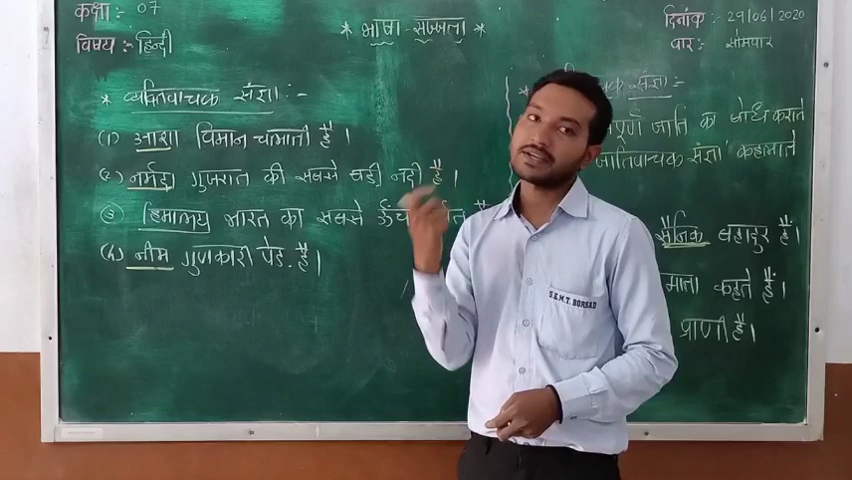 कक्षा :- 07
विषय :- हिन्दी
* भाषा-सज्जता *
दिनांक :- 29/06/2020
वार :- सोमवार
* व्यक्तिवाचक संज्ञा :-
(1) आशा विमान चलाती है।
(2) नर्मदा गुजरात की सबसे बड़ी नदी है।
(3) हिमालय भारत का सबसे ऊँचा
(4) नीम गुणकारी पेड़ है।
संज्ञा :-
जाति का बोध कराते
जातिवाचक संज्ञा कहलाते
सैनिक बहादुर है।
माता कहते हैं।
प्राणी है।
S.E.M.T. BORSAD